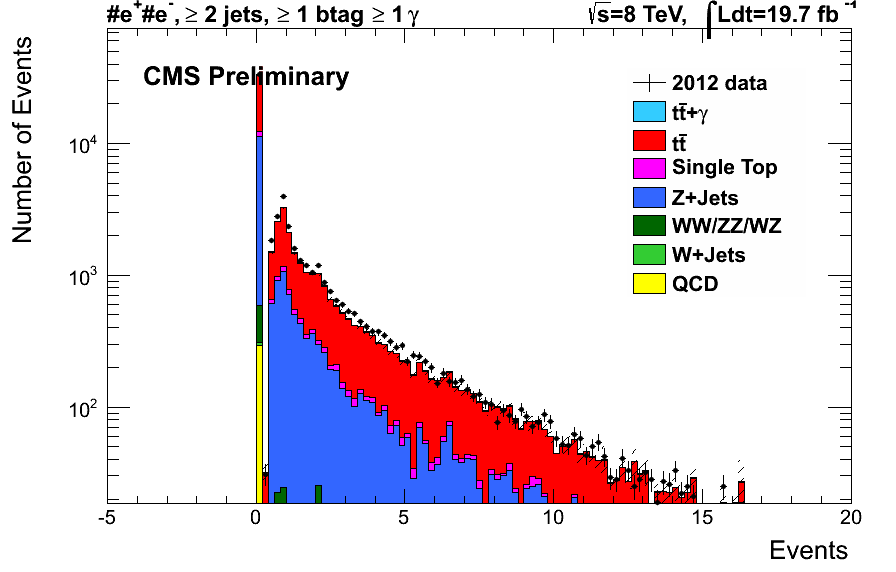 #e⁺#e⁻, ≥ 2 jets, ≥ 1 btag ≥ 1 γ √s=8 TeV, ∫Ldt=19.7 fb⁻¹
CMS Preliminary
2012 data
tt̄+γ
tt̄
Single Top
Z+Jets
WW/ZZ/WZ
W+Jets
QCD
Number of Events
10⁴
10³
10²
-5 0 5 10 15 20
Events